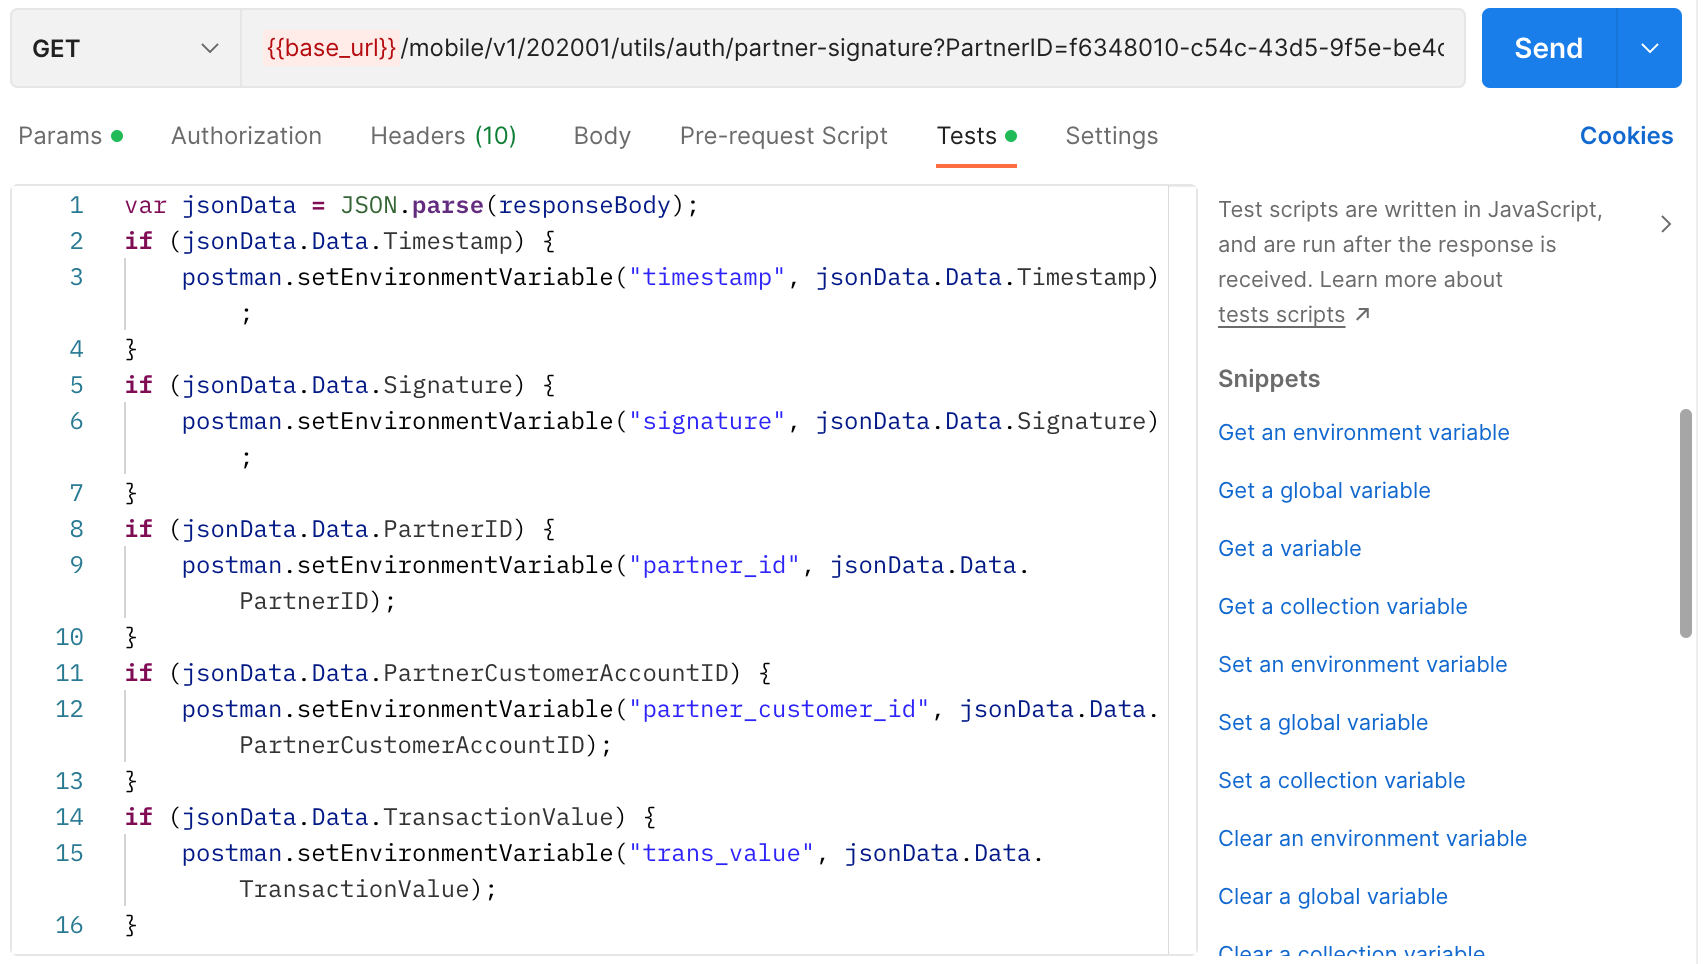 GET {{base_url}}/mobile/v1/202001/utils/auth/partner-signature?PartnerID=f6348010-c54c-43d5-9f5e-be4c Send
Params Authorization Headers (10) Body Pre-request Script Tests Settings Cookies
1 var jsonData = JSON.parse(responseBody);
2 if (jsonData.Data.Timestamp) {
3 postman.setEnvironmentVariable("timestamp", jsonData.Data.Timestamp)
;
4 }
5 if (jsonData.Data.Signature) {
6 postman.setEnvironmentVariable("signature", jsonData.Data.Signature)
;
7 }
8 if (jsonData.Data.PartnerID) {
9 postman.setEnvironmentVariable("partner_id", jsonData.Data.
PartnerID);
10 }
11 if (jsonData.Data.PartnerCustomerAccountID) {
12 postman.setEnvironmentVariable("partner_customer_id", jsonData.Data.
PartnerCustomerAccountID);
13 }
14 if (jsonData.Data.TransactionValue) {
15 postman.setEnvironmentVariable("trans_value", jsonData.Data.
TransactionValue);
16 }
Test scripts are written in JavaScript,
and are run after the response is
received. Learn more about
tests scripts ↗
Snippets
Get an environment variable
Get a global variable
Get a variable
Get a collection variable
Set an environment variable
Set a global variable
Set a collection variable
Clear an environment variable
Clear a global variable
Clear a collection variable